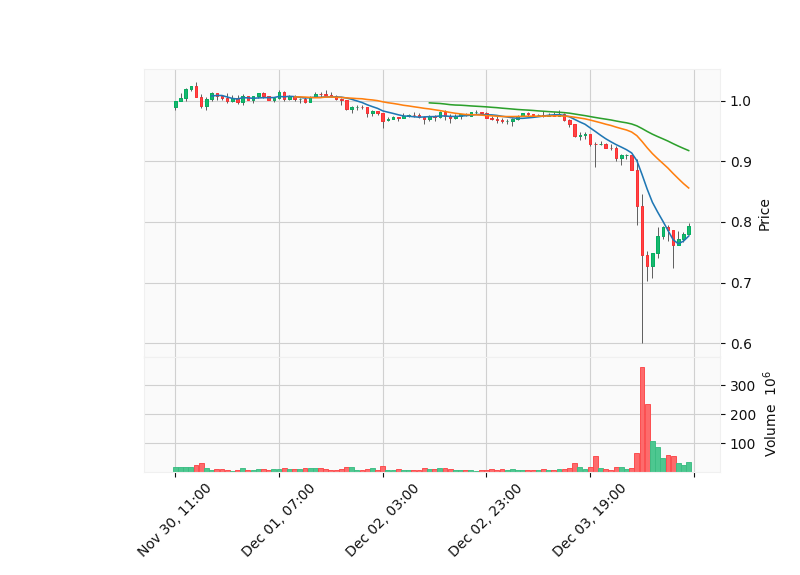 1.0
0.9
0.8
0.7
0.6
Price
300
200
100
Volume 10^6
Nov 30, 11:00
Dec 01, 07:00
Dec 02, 03:00
Dec 02, 23:00
Dec 03, 19:00